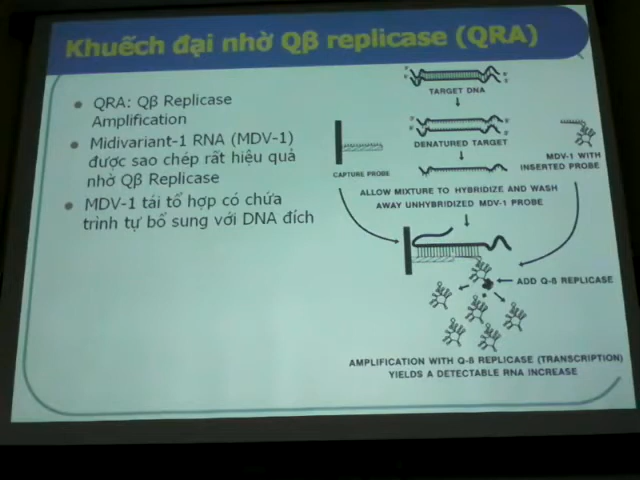 Khuếch đại nhờ Qβ replicase (QRA)
QRA: Qβ Replicase
Amplification
Midivariant-1 RNA (MDV-1)
được sao chép rất hiệu quả
nhờ Qβ Replicase
MDV-1 tái tổ hợp có chứa
trình tự bổ sung với DNA đích
TARGET DNA
DENATURED TARGET
CAPTURE PROBE
MDV-1 WITH
INSERTED PROBE
ALLOW MIXTURE TO HYBRIDIZE AND WASH
AWAY UNHYBRIDIZED MDV-1 PROBE
ADD Q-ß REPLICASE
AMPLIFICATION WITH Q-ß REPLICASE (TRANSCRIPTION)
YIELDS A DETECTABLE RNA INCREASE